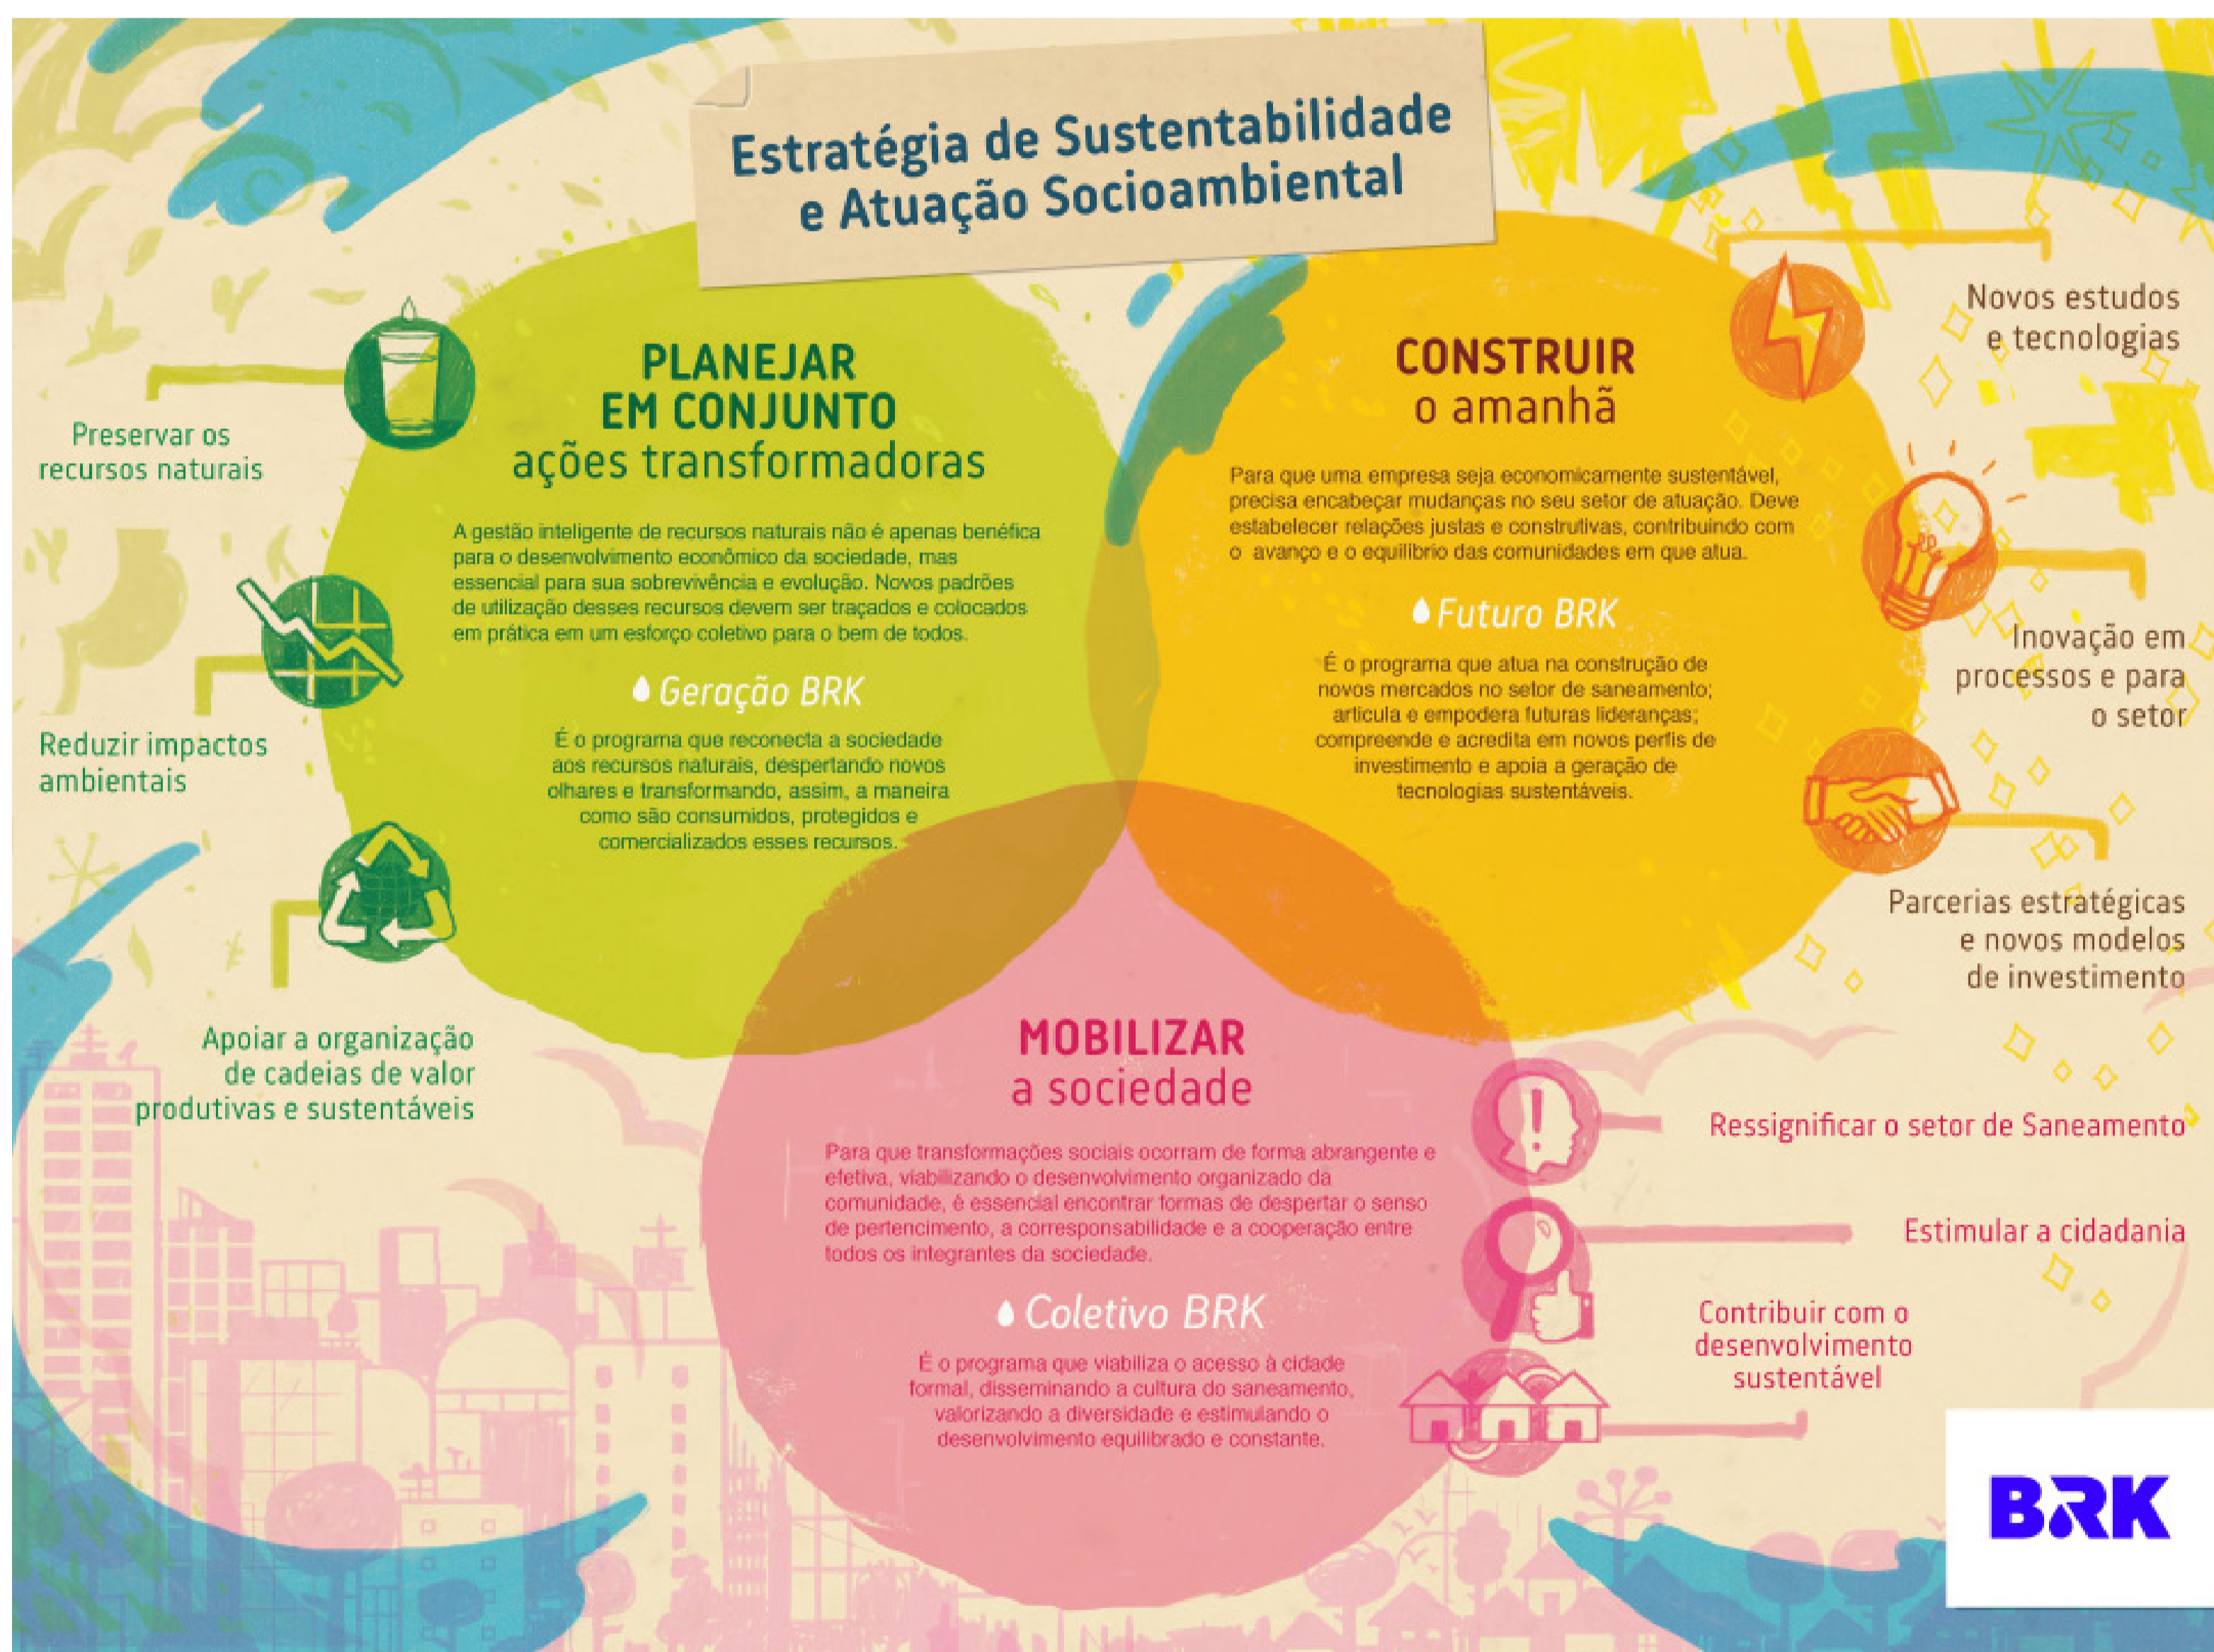 Estratégia de Sustentabilidade
e Atuação Socioambiental
PLANEJAR
EM CONJUNTO
ações transformadoras
A gestão inteligente de recursos naturais não é apenas benéfica
para o desenvolvimento econômico da sociedade, mas
essencial para sua sobrevivência e evolução. Novos padrões
de utilização desses recursos devem ser traçados e colocados
em prática em um esforço coletivo para o bem de todos.
Geração BRK
É o programa que reconecta a sociedade
aos recursos naturais, despertando novos
olhares e transformando, assim, a maneira
como são consumidos, protegidos e
comercializados esses recursos.
Preservar os
recursos naturais
Reduzir impactos
ambientais
Apoiar a organização
de cadeias de valor
produtivas e sustentáveis
CONSTRUIR
o amanhã
Para que uma empresa seja economicamente sustentável,
precisa encabeçar mudanças no seu setor de atuação. Deve
estabelecer relações justas e construtivas, contribuindo com
o avanço e o equilíbrio das comunidades em que atua.
Futuro BRK
É o programa que atua na construção de
novos mercados no setor de saneamento;
articula e empodera futuras lideranças;
compreende e acredita em novos perfis de
investimento e apoia a geração de
tecnologias sustentáveis.
Novos estudos
e tecnologias
Inovação em
processos e para
o setor
Parcerias estratégicas
e novos modelos
de investimento
MOBILIZAR
a sociedade
Para que transformações sociais ocorram de forma abrangente e
efetiva, viabilizando o desenvolvimento organizado da
comunidade, é essencial encontrar formas de despertar o senso
de pertencimento, a corresponsabilidade e a cooperação entre
todos os integrantes da sociedade.
Coletivo BRK
É o programa que viabiliza o acesso à cidade
formal, disseminando a cultura do saneamento,
valorizando a diversidade e estimulando o
desenvolvimento equilibrado e constante.
Ressignificar o setor de Saneamento
Estimular a cidadania
Contribuir com o
desenvolvimento
sustentável
BRK